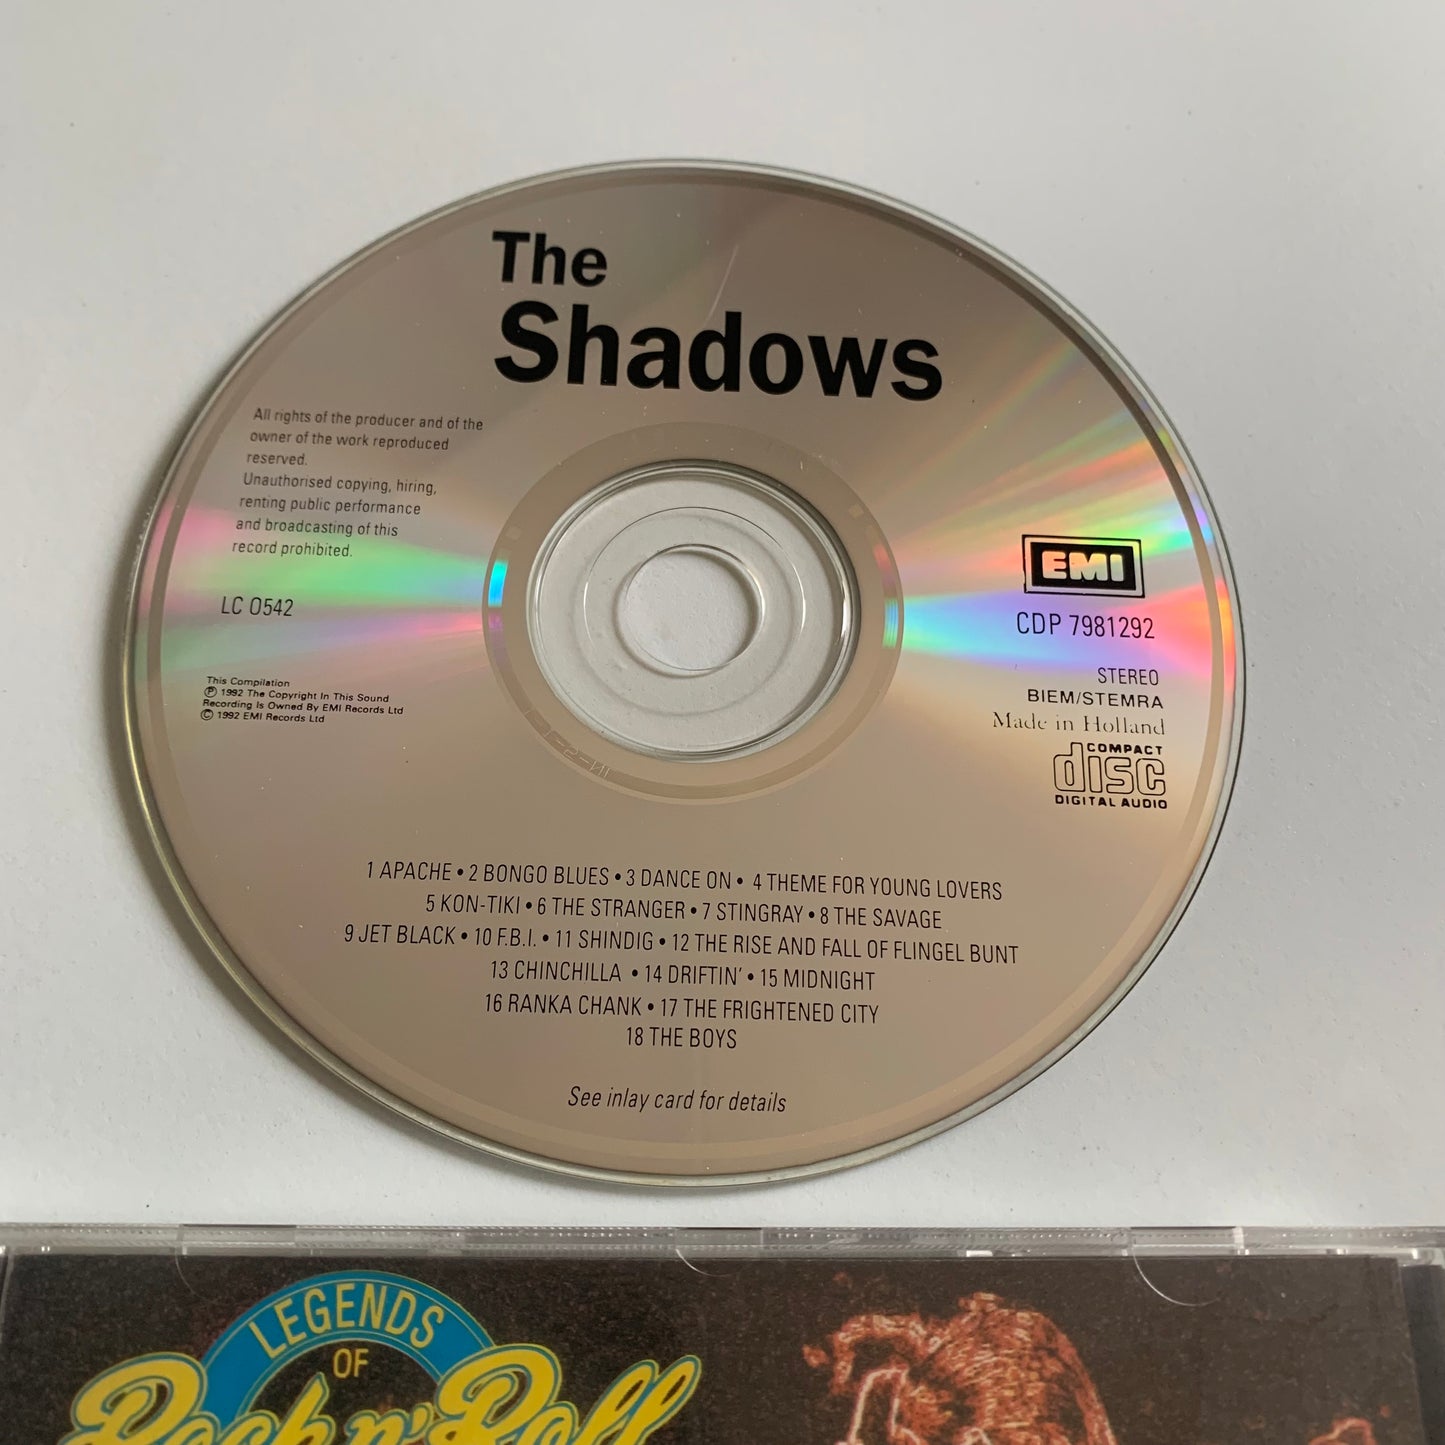 The
Shadows
All rights of the producer and of the
owner of the work reproduced
reserved.
Unauthorised copying, hiring,
renting public performance
and broadcasting of this
record prohibited.
LC 0542
This Compilation
Ⓟ 1992 The Copyright In This Sound
Recording Is Owned By EMI Records Ltd
© 1992 EMI Records Ltd
EMI
CDP 7981292
STEREO
BIEM/STEMRA
Made in Holland
COMPACT
disc
DIGITAL AUDIO
1 APACHE • 2 BONGO BLUES • 3 DANCE ON • 4 THEME FOR YOUNG LOVERS
5 KON-TIKI • 6 THE STRANGER • 7 STINGRAY • 8 THE SAVAGE
9 JET BLACK • 10 F.B.I. • 11 SHINDIG • 12 THE RISE AND FALL OF FLINGEL BUNT
13 CHINCHILLA • 14 DRIFTIN' • 15 MIDNIGHT
16 RANKA CHANK • 17 THE FRIGHTENED CITY
18 THE BOYS
See inlay card for details
LEGENDS
OF
Rock n' Roll